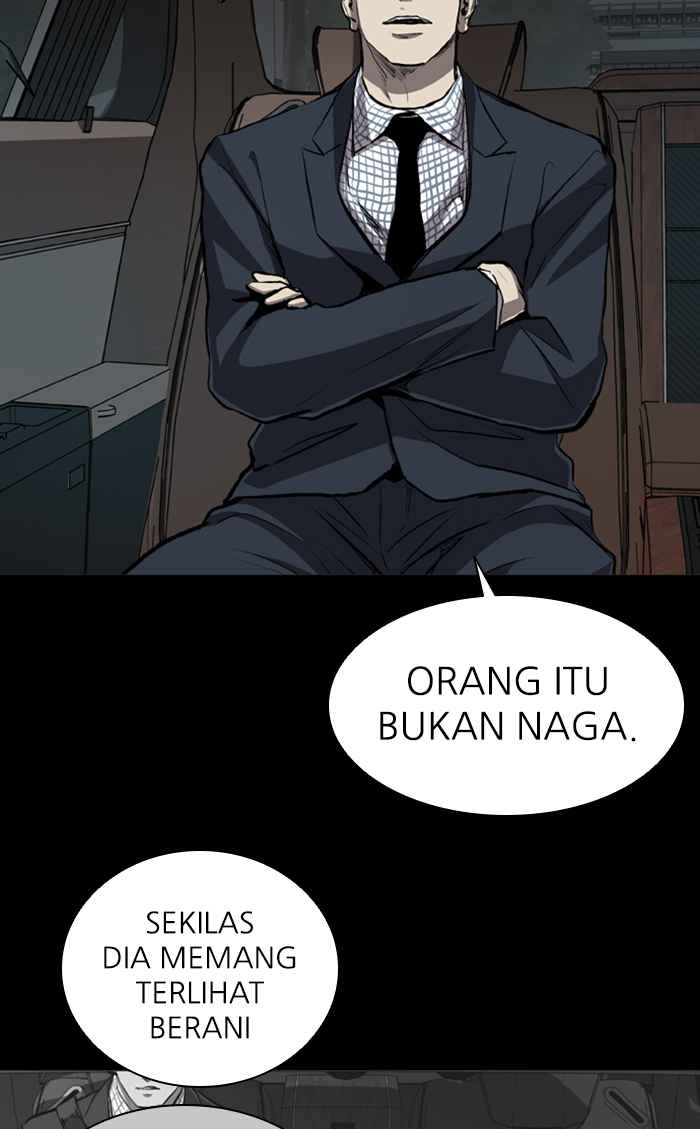 ORANG ITU
BUKAN NAGA.
SEKILAS
DIA MEMANG
TERLIHAT
BERANI